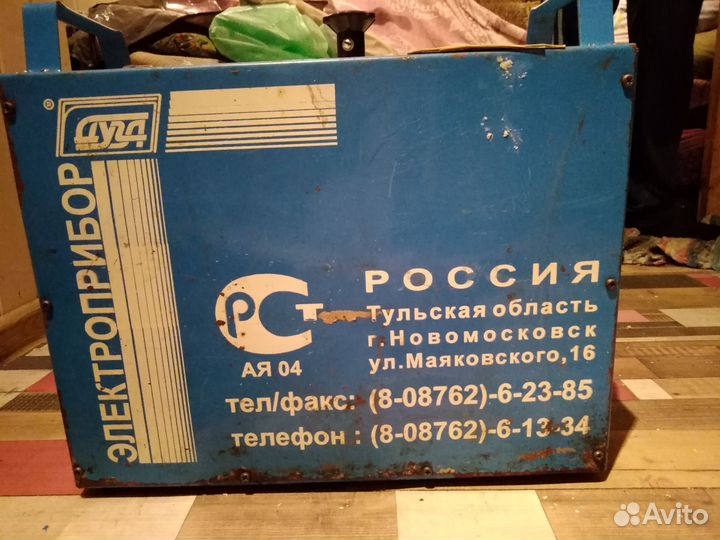 ®
ДУГА
ЭЛЕКТРОПРИБОР
РСТ
АЯ 04
РОССИЯ
Тульская область
г.Новомосковск
ул.Маяковского,16
тел/факс: (8-08762)-6-23-85
телефон : (8-08762)-6-13-34
Avito